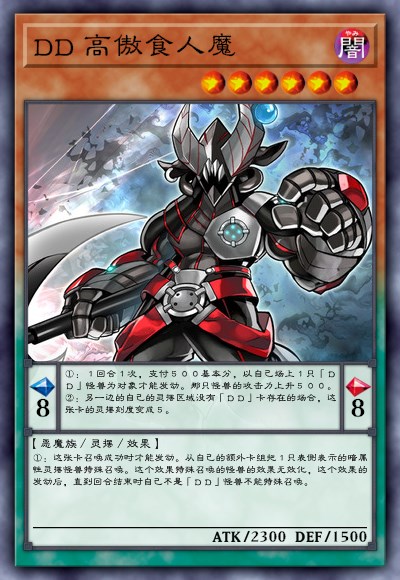 DD 高傲食人魔
やみ
闇
①：1回合1次，支付500基本分，以自己场上1只「D
D」怪兽为对象才能发动。那只怪兽的攻击力上升500。
②：另一边的自己的灵摆区域没有「DD」卡存在的场合，这
张卡的灵摆刻度变成5。
8
8
【恶魔族／灵摆／效果】
①：这张卡召唤成功时才能发动。从自己的额外卡组把1只表侧表示的暗属
性灵摆怪兽特殊召唤。这个效果特殊召唤的怪兽的效果无效化，这个效果的
发动后，直到回合结束时自己不是「DD」怪兽不能特殊召唤。
ATK/2300 DEF/1500